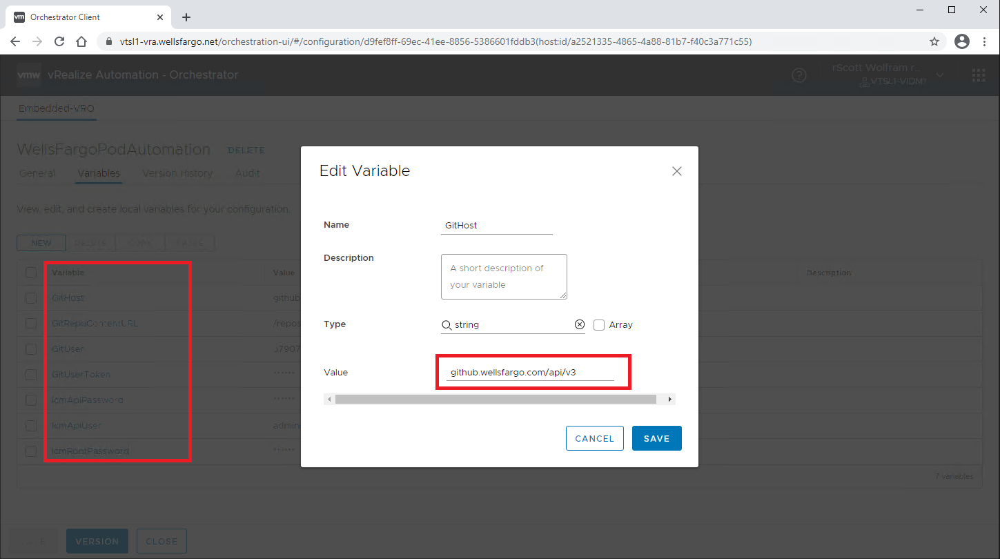 Orchestrator Client
vtsl1-vra.wellsfargo.net/orchestration-ui/#/configuration/d9fef8ff-69ec-41ee-8856-5386601fddb3(host:id/a2521335-4865-4a88-81b7-f40c3a771c55)
vmw vRealize Automation - Orchestrator
rScott Wolfram r...
VTSL1-VIDM1
Embedded-VRO
WellsFargoPodAutomation DELETE
General Variables Version History Audit
View, edit, and create local variables for your configuration.
NEW DELETE COPY PASTE
Variable Value Description
GitHost github
GitRepoContentURL /repos
GitUser
GitUserToken ······
lcmApiPassword ······
lcmApiUser admin
lcmRootPassword ······
7 variables
VERSION CLOSE
Edit Variable
Name GitHost
Description A short description of
your variable
Type string Array
Value github.wellsfargo.com/api/v3
CANCEL SAVE